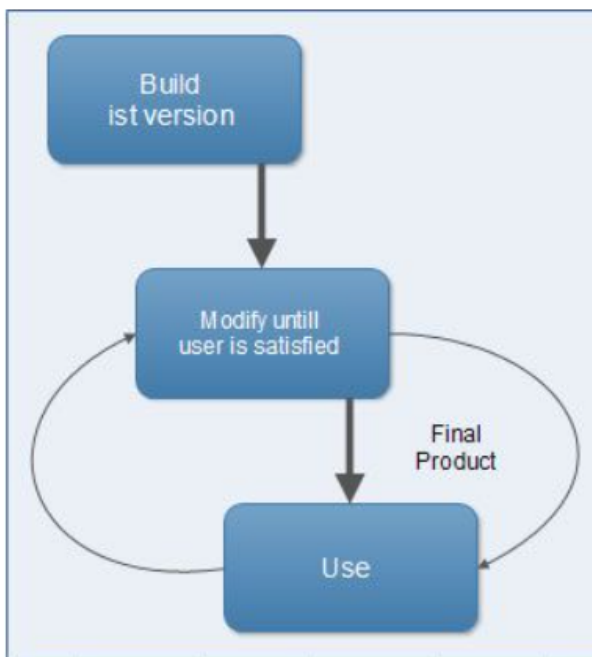 Build
ist version
Modify untill
user is satisfied
Final
Product
Use